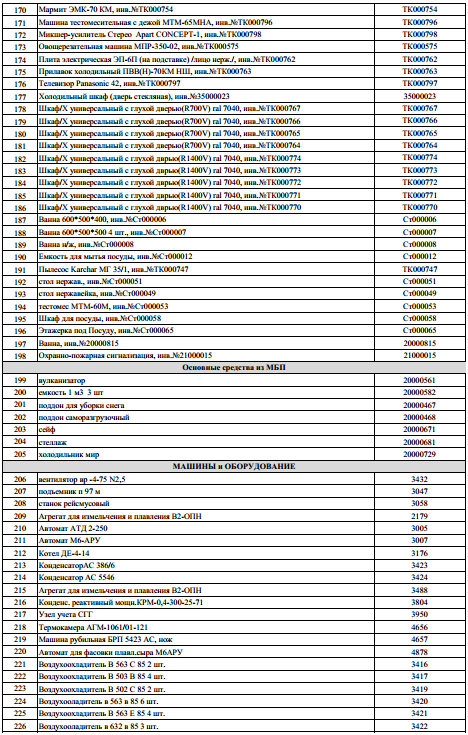 170 Мармит ЭМК-70 КМ, инв.№ТК000754 ТК000754
171 Машина тестомесительная с дежой МТМ-65МНА, инв.№ТК000796 ТК000796
172 Микшер-усилитель Стерео Apart CONCEPT-1, инв.№ТК000798 ТК000798
173 Овощерезательная машина МПР-350-02, инв.№ТК000575 ТК000575
174 Плита электрическая ЭП-6П (на подставке) /лицо нерж./, инв.№ТК000762 ТК000762
175 Прилавок холодильный ПВВ(Н)-70КМ НШ, инв.№ТК000763 ТК000763
176 Телевизор Panasonic 42, инв.№ТК000797 ТК000797
177 Холодильный шкаф (дверь стекляная), инв.№35000023 35000023
178 Шкаф/Х универсальный с глухой дверью(R700V) ral 7040, инв.№ТК000767 ТК000767
179 Шкаф/Х универсальный с глухой дверью(R700V) ral 7040, инв.№ТК000766 ТК000766
180 Шкаф/Х универсальный с глухой дверью(R700V) ral 7040, инв.№ТК000765 ТК000765
181 Шкаф/Х универсальный с глухой дверью(R700V) ral 7040, инв.№ТК000764 ТК000764
182 Шкаф/Х универсальный с глухой дврью(R1400V) ral 7040, инв.№ТК000774 ТК000774
183 Шкаф/Х универсальный с глухой дврью(R1400V) ral 7040, инв.№ТК000773 ТК000773
184 Шкаф/Х универсальный с глухой дврью(R1400V) ral 7040, инв.№ТК000772 ТК000772
185 Шкаф/Х универсальный с глухой дврью(R1400V) ral 7040, инв.№ТК000771 ТК000771
186 Шкаф/Х универсальный с глухой дврью(R1400V) ral 7040, инв.№ТК000770 ТК000770
187 Ванна 600*500*400, инв.№Ст000006 Ст000006
188 Ванна 600*500*500 4 шт., инв.№Ст000007 Ст000007
189 Ванна н/ж, инв.№Ст000008 Ст000008
190 Емкость для мытья посуды, инв.№Ст000012 Ст000012
191 Пылесос Karchar МГ 35/1, инв.№ТК000747 ТК000747
192 стол нержав., инв.№Ст000051 Ст000051
193 стол нержавейка, инв.№Ст000049 Ст000049
194 тестомес МТМ-60М, инв.№Ст000053 Ст000053
195 Шкаф для посуды, инв.№Ст000058 Ст000058
196 Этажерка под Посуду, инв.№Ст000065 Ст000065
197 Ванна, инв.№20000815 20000815
198 Охранно-пожарная сигнализация, инв.№21000015 21000015
Основные средства из МБП
199 вулканизатор 20000561
200 емкость 1 м3 3 шт 20000582
201 поддон для уборки снега 20000467
202 поддон саморазгрузочный 20000468
203 сейф 20000671
204 стеллаж 20000681
205 холодильник мир 20000729
МАШИНЫ и ОБОРУДОВАНИЕ
206 вентилятор вр -4-75 N2,5 3432
207 подъемник п 97 м 3047
208 станок рейсмусовый 3058
209 Агрегат для измельчения и плавления В2-ОПН 2179
210 Автомат АТД 2-250 3005
211 Автомат М6-АРУ 3007
212 Котел ДЕ-4-14 3176
213 КонденсаторАС 386/6 3423
214 Конденсатор АС 5546 3424
215 Агрегат для измельчения и плавления В2-ОПН 3488
216 Конденс. реактивный мощн.КРМ-0,4-300-25-71 3804
217 Узел учета СГГ 3950
218 Термокамера АГМ-1061/01-121 4656
219 Машина рубильная БРП 5423 АС, нож 4657
220 Автомат для фасовки плавл.сыра М6АРУ 4878
221 Воздухоохладитель В 563 С 85 2 шт. 3416
222 Воздухоохладитель В 503 В 85 4 шт. 3417
223 Воздухоохладитель В 502 С 85 2 шт. 3419
224 Воздухооладитель в 563 в 85 6 шт. 3420
225 Воздухоохладитель В 563 Е 85 4 шт. 3421
226 Воздухооладитель в 632 в 85 3 шт. 3422